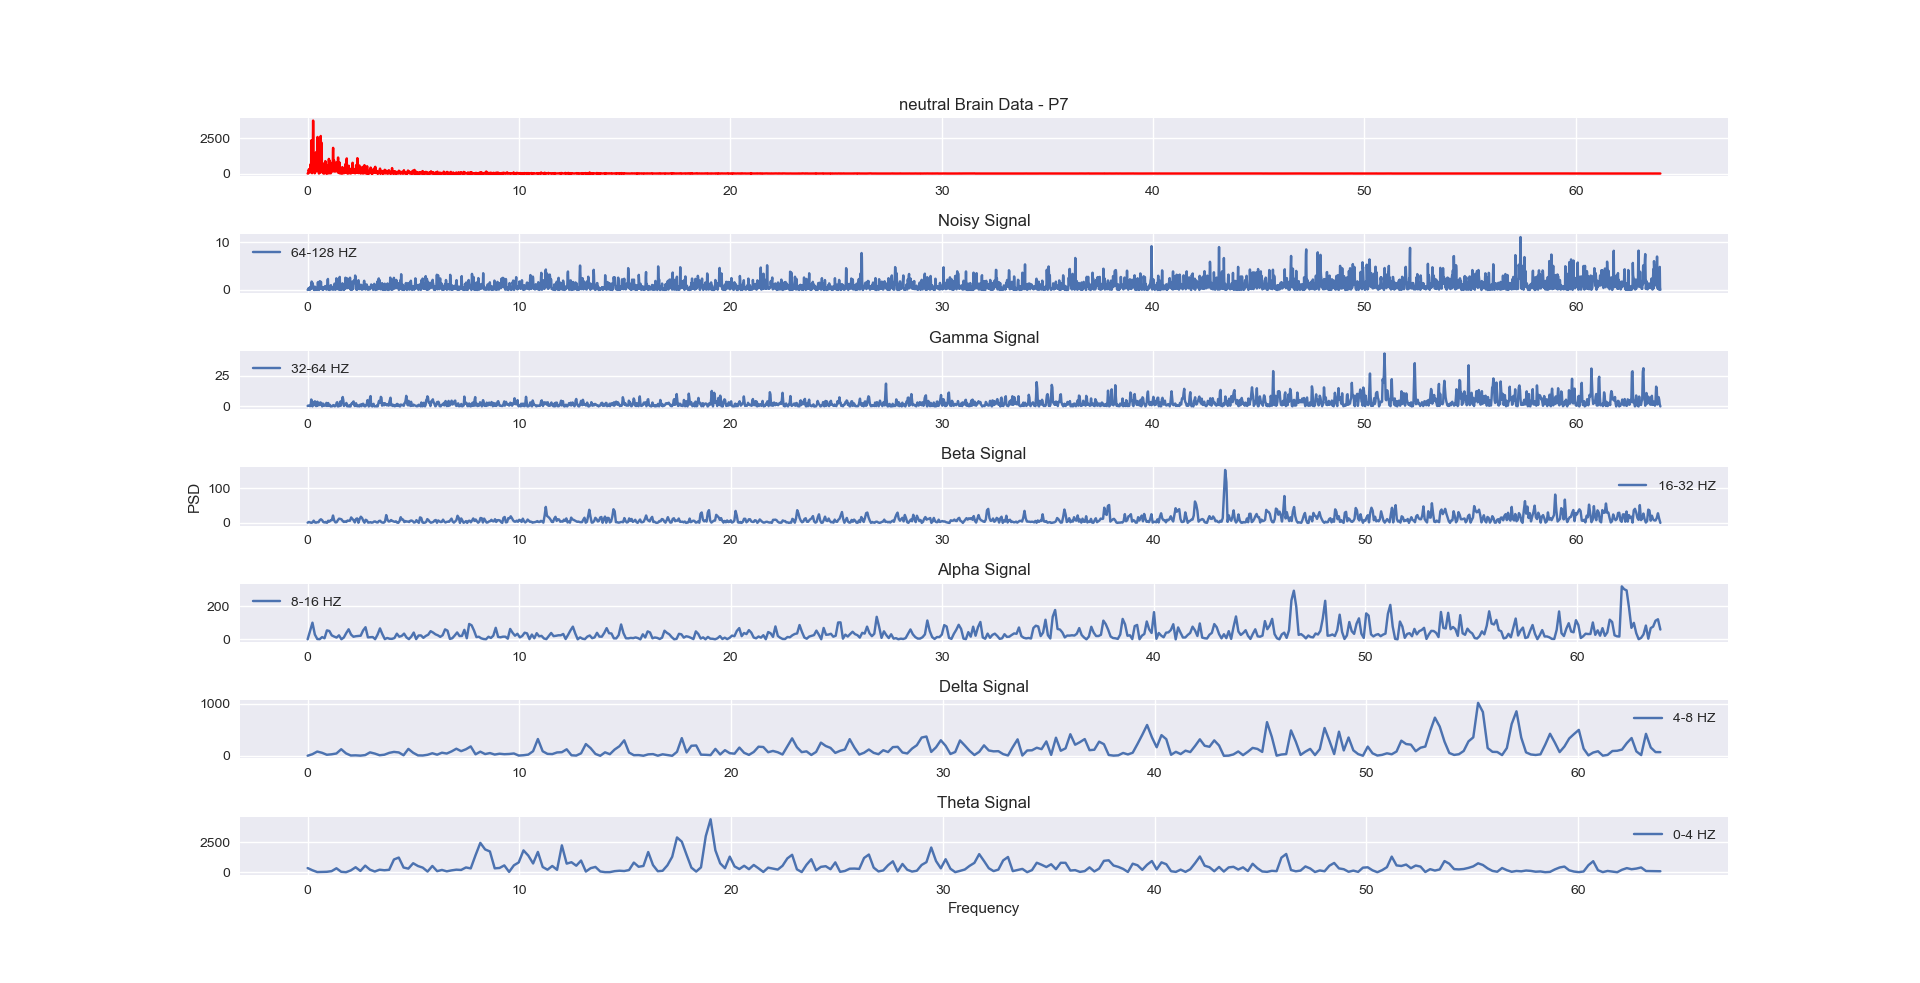 neutral Brain Data - P7
2500
0
0 10 20 30 40 50 60
Noisy Signal
10
0
64-128 HZ
0 10 20 30 40 50 60
Gamma Signal
25
0
32-64 HZ
0 10 20 30 40 50 60
Beta Signal
PSD
100
0
16-32 HZ
0 10 20 30 40 50 60
Alpha Signal
200
0
8-16 HZ
0 10 20 30 40 50 60
Delta Signal
1000
0
4-8 HZ
0 10 20 30 40 50 60
Theta Signal
2500
0
0-4 HZ
0 10 20 30 40 50 60
Frequency